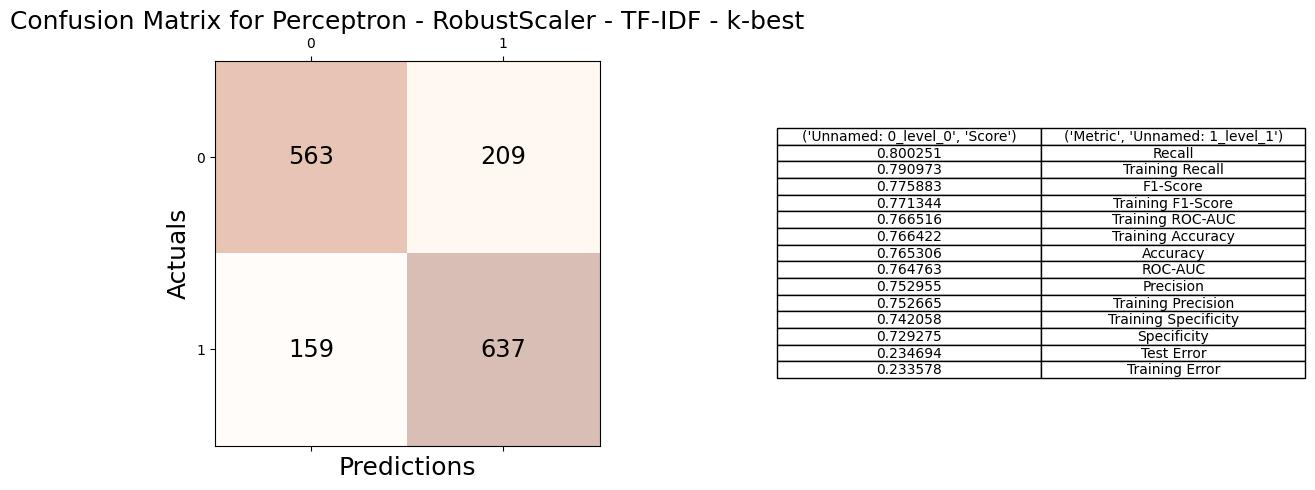 Confusion Matrix for Perceptron - RobustScaler - TF-IDF - k-best
0 1
0 563 209
1 159 637
Actuals
Predictions
('Unnamed: 0_level_0', 'Score') ('Metric', 'Unnamed: 1_level_1')
0.800251 Recall
0.790973 Training Recall
0.775883 F1-Score
0.771344 Training F1-Score
0.766516 Training ROC-AUC
0.766422 Training Accuracy
0.765306 Accuracy
0.764763 ROC-AUC
0.752955 Precision
0.752665 Training Precision
0.742058 Training Specificity
0.729275 Specificity
0.234694 Test Error
0.233578 Training Error